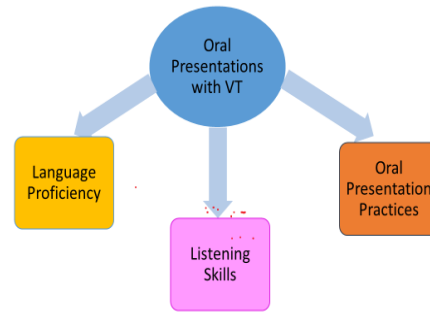 Oral
Presentations
with VT
Language
Proficiency
Listening
Skills
Oral
Presentation
Practices